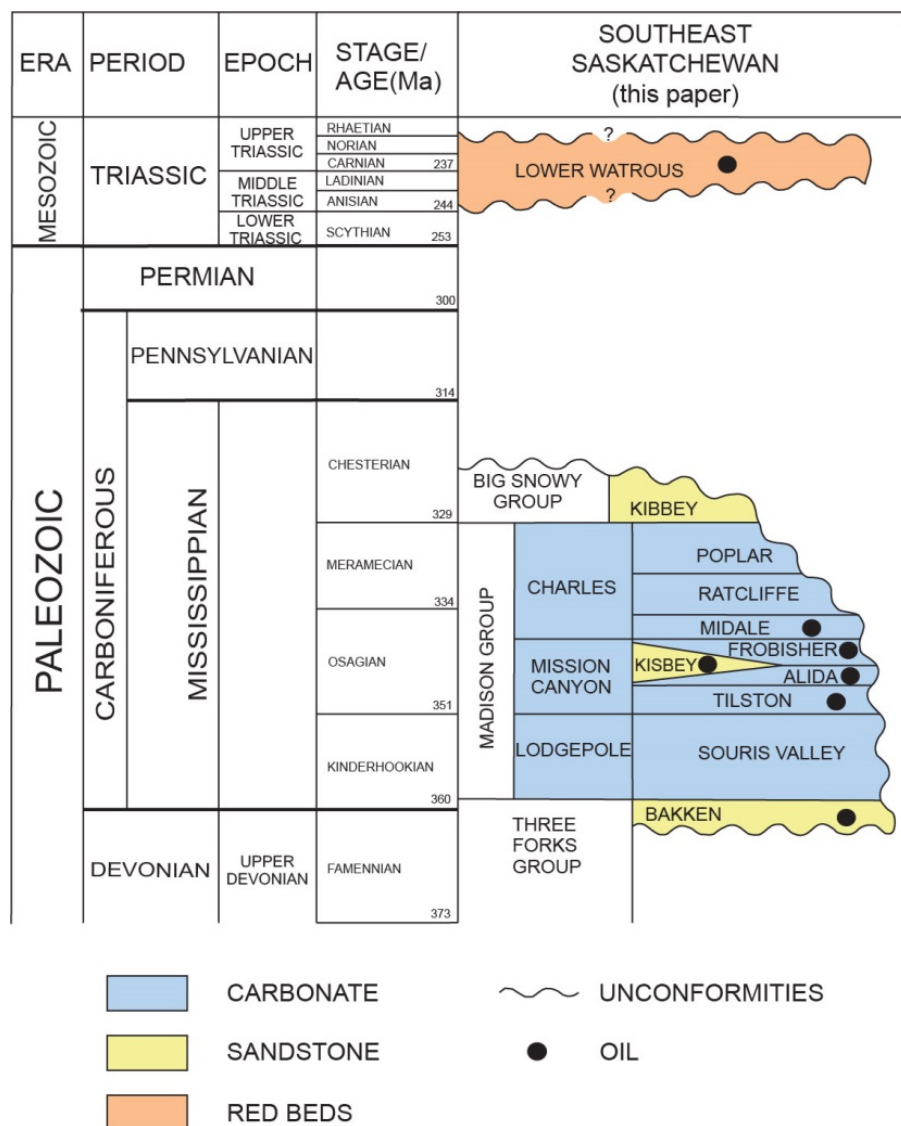 ERA
PERIOD
EPOCH
STAGE/
AGE(Ma)
SOUTHEAST
SASKATCHEWAN
(this paper)
MESOZOIC
TRIASSIC
UPPER
TRIASSIC
RHAETIAN
NORIAN
CARNIAN
237
MIDDLE
TRIASSIC
LADINIAN
ANISIAN
244
LOWER
TRIASSIC
SCYTHIAN
253
?
LOWER WATROUS
?
PALEOZOIC
PERMIAN
300
CARBONIFEROUS
PENNSYLVANIAN
314
MISSISSIPPIAN
CHESTERIAN
329
MERAMECIAN
334
OSAGIAN
351
KINDERHOOKIAN
360
DEVONIAN
UPPER
DEVONIAN
FAMENNIAN
373
BIG SNOWY
GROUP
KIBBEY
MADISON GROUP
CHARLES
POPLAR
RATCLIFFE
MIDALE
MISSION
CANYON
FROBISHER
KISBEY
ALIDA
TILSTON
LODGEPOLE
SOURIS VALLEY
THREE
FORKS
GROUP
BAKKEN
CARBONATE
UNCONFORMITIES
SANDSTONE
OIL
RED BEDS